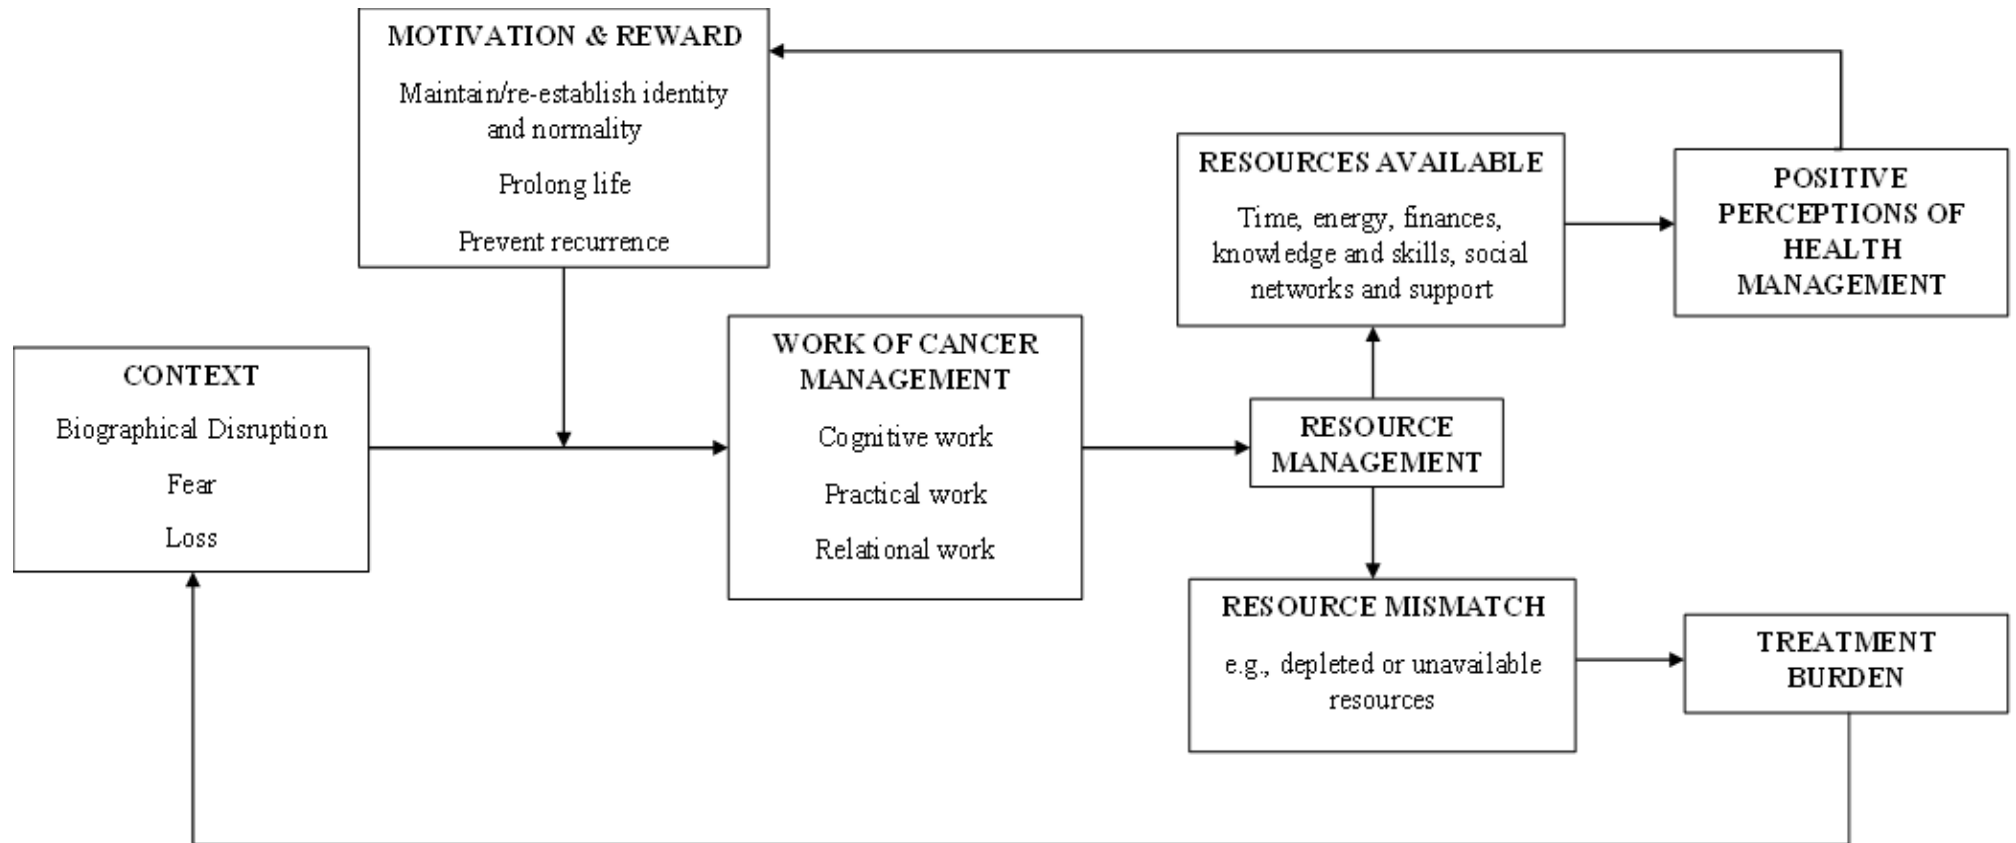 MOTIVATION & REWARD
Maintain/re-establish identity
and normality
Prolong life
Prevent recurrence
CONTEXT
Biographical Disruption
Fear
Loss
WORK OF CANCER
MANAGEMENT
Cognitive work
Practical work
Relational work
RESOURCE
MANAGEMENT
RESOURCES AVAILABLE
Time, energy, finances,
knowledge and skills, social
networks and support
POSITIVE
PERCEPTIONS OF
HEALTH
MANAGEMENT
RESOURCE MISMATCH
e.g., depleted or unavailable
resources
TREATMENT
BURDEN